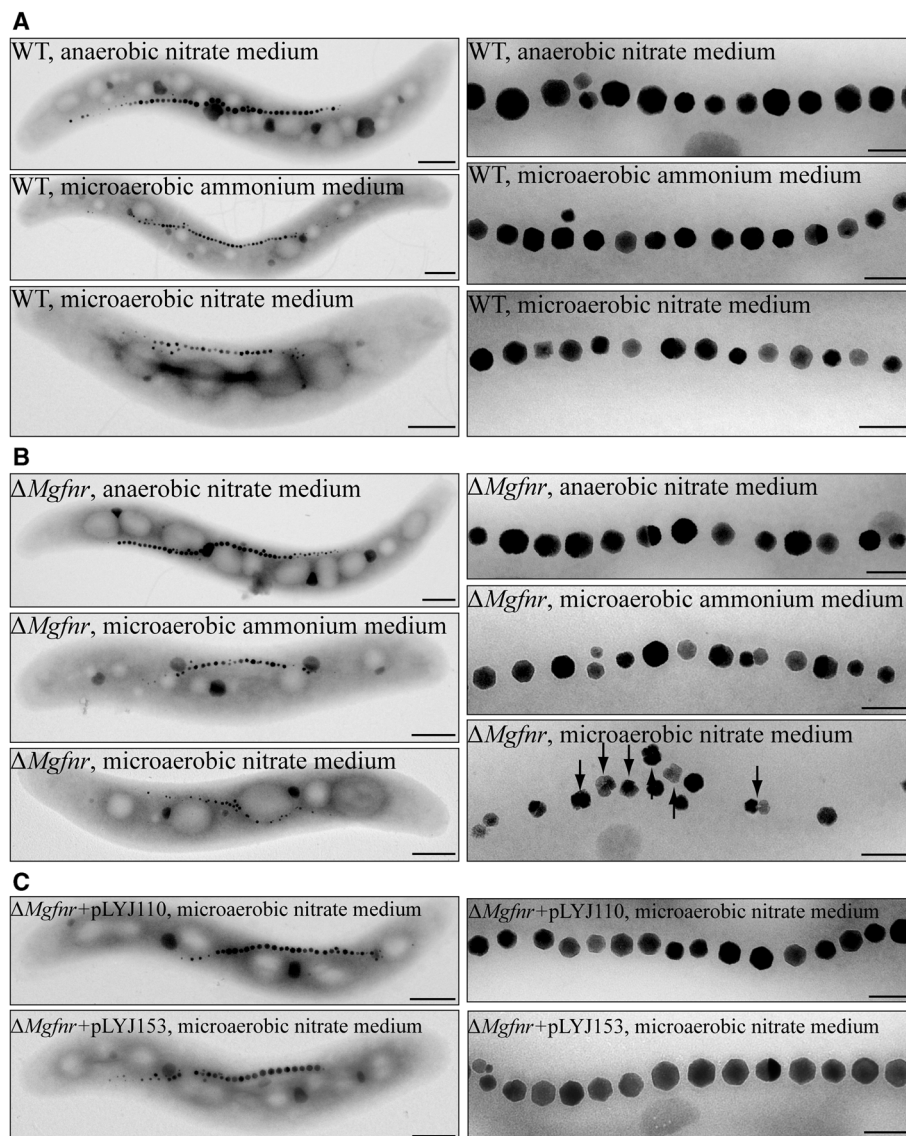 A
WT, anaerobic nitrate medium
WT, anaerobic nitrate medium
WT, microaerobic ammonium medium
WT, microaerobic ammonium medium
WT, microaerobic nitrate medium
WT, microaerobic nitrate medium
B
ΔMgfnr, anaerobic nitrate medium
ΔMgfnr, anaerobic nitrate medium
ΔMgfnr, microaerobic ammonium medium
ΔMgfnr, microaerobic ammonium medium
ΔMgfnr, microaerobic nitrate medium
ΔMgfnr, microaerobic nitrate medium
C
ΔMgfnr+pLYJ110, microaerobic nitrate medium
ΔMgfnr+pLYJ110, microaerobic nitrate medium
ΔMgfnr+pLYJ153, microaerobic nitrate medium
ΔMgfnr+pLYJ153, microaerobic nitrate medium